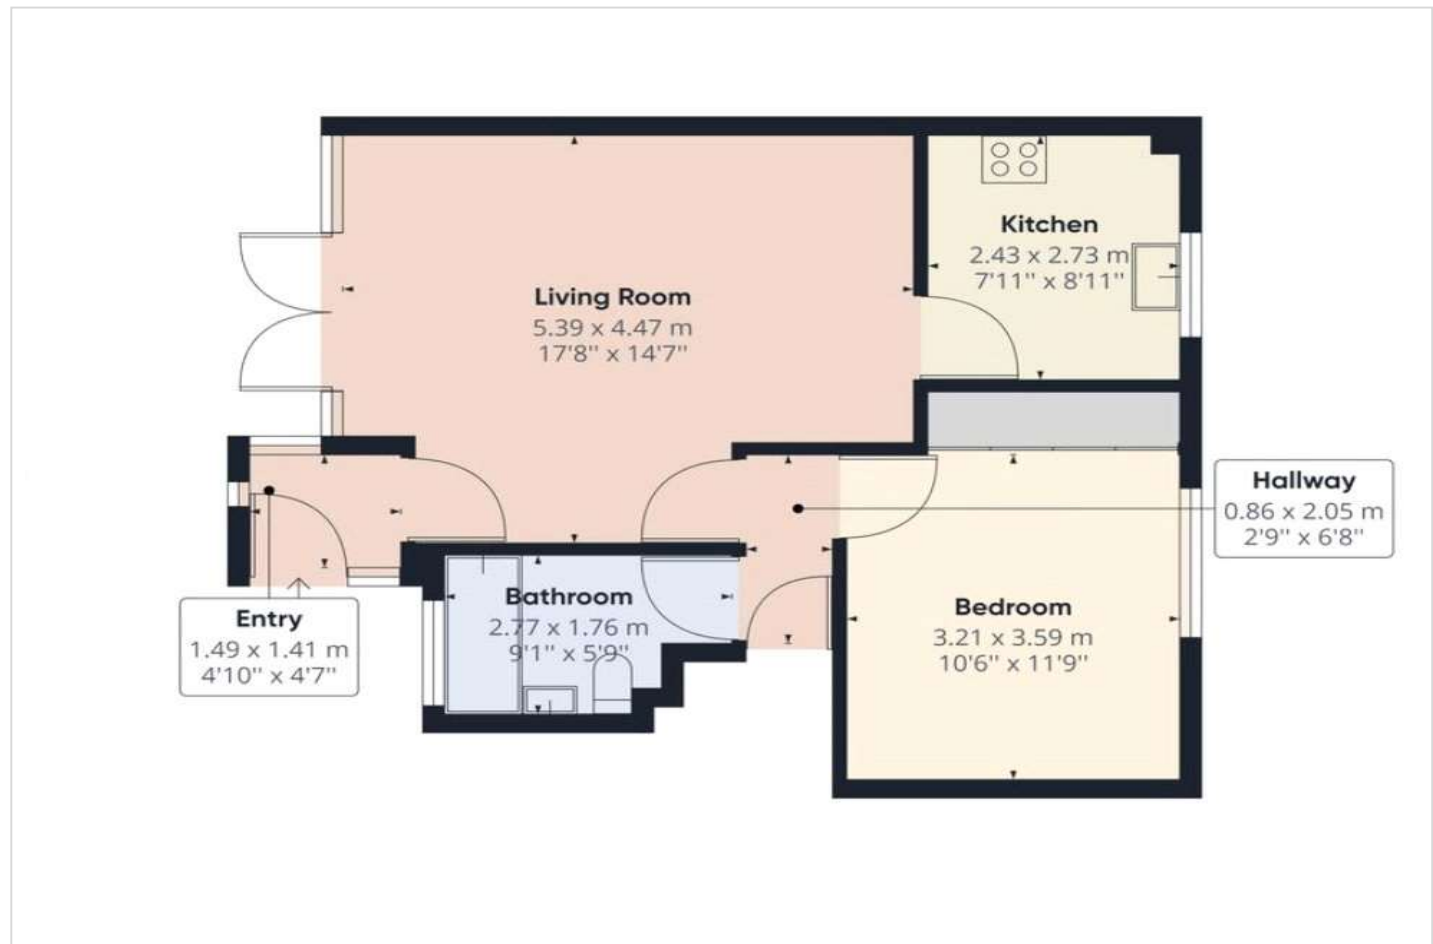 Kitchen
2.43 x 2.73 m
7'11" x 8'11"
Living Room
5.39 x 4.47 m
17'8" x 14'7"
Hallway
0.86 x 2.05 m
2'9" x 6'8"
Bathroom
2.77 x 1.76 m
9'1" x 5'9"
Bedroom
3.21 x 3.59 m
10'6" x 11'9"
Entry
1.49 x 1.41 m
4'10" x 4'7"